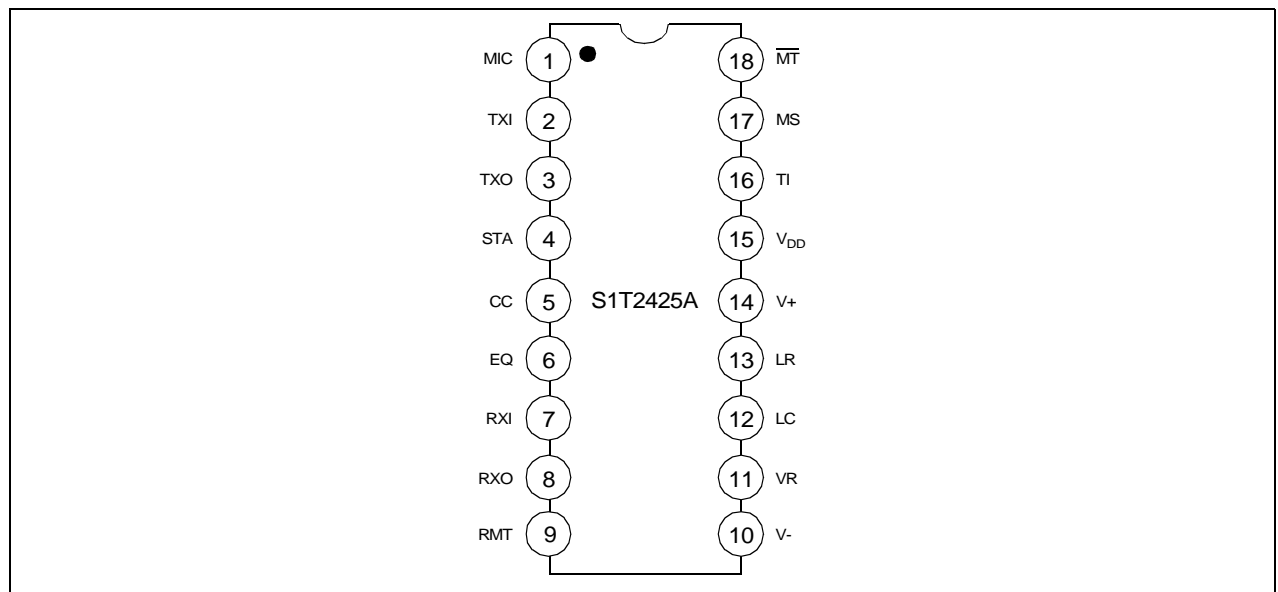 MIC 1 18 M̅T̅
TXI 2 17 MS
TXO 3 16 TI
STA 4 15 VDD
CC 5 S1T2425A 14 V+
EQ 6 13 LR
RXI 7 12 LC
RXO 8 11 VR
RMT 9 10 V-